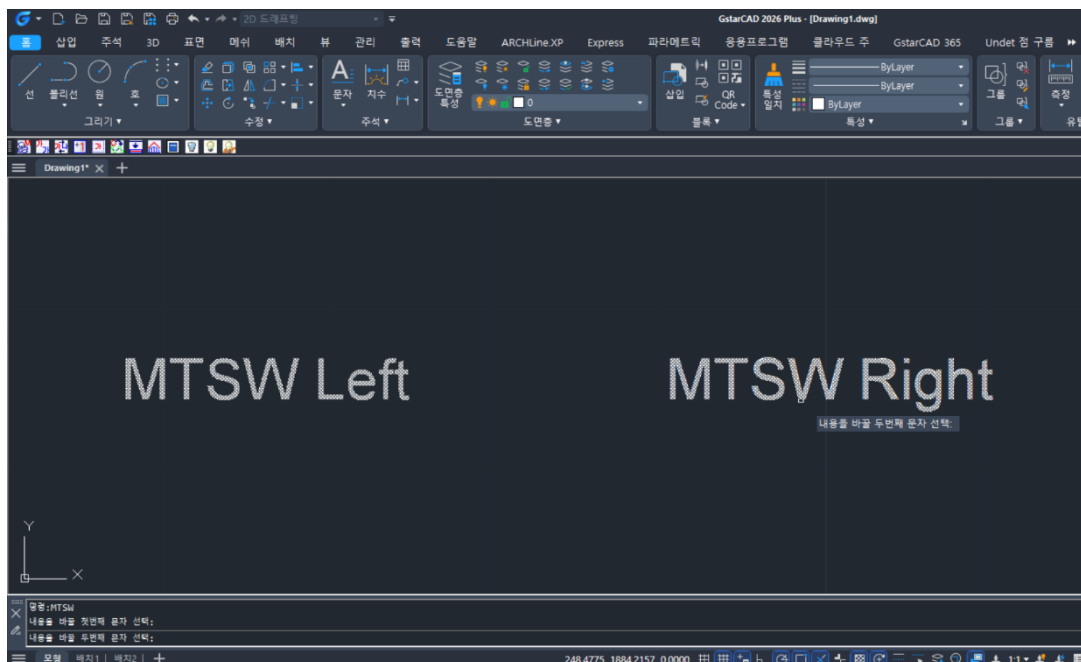 2D 드래프팅
GstarCAD 2026 Plus - [Drawing1.dwg]
홈 삽입 주석 3D 표면 메쉬 배치 뷰 관리 출력 도움말 ARCHLine.XP Express 파라메트릭 응용프로그램 클라우드 주 GstarCAD 365 Undet 점 구름
선 폴리선 원 호 문자 치수 도면층 특성 0 삽입 QR Code 특성 일치 ByLayer ByLayer ByLayer 그룹 측정
그리기 수정 주석 도면층 블록 특성 그룹
Drawing1*
MTSW Left MTSW Right
내용을 바꿀 두번째 문자 선택:
Y
X
명령:MTSW
내용을 바꿀 첫번째 문자 선택:
내용을 바꿀 두번째 문자 선택:
모형 배치1 배치2
248.4775, 1884.2157, 0.0000 1:1